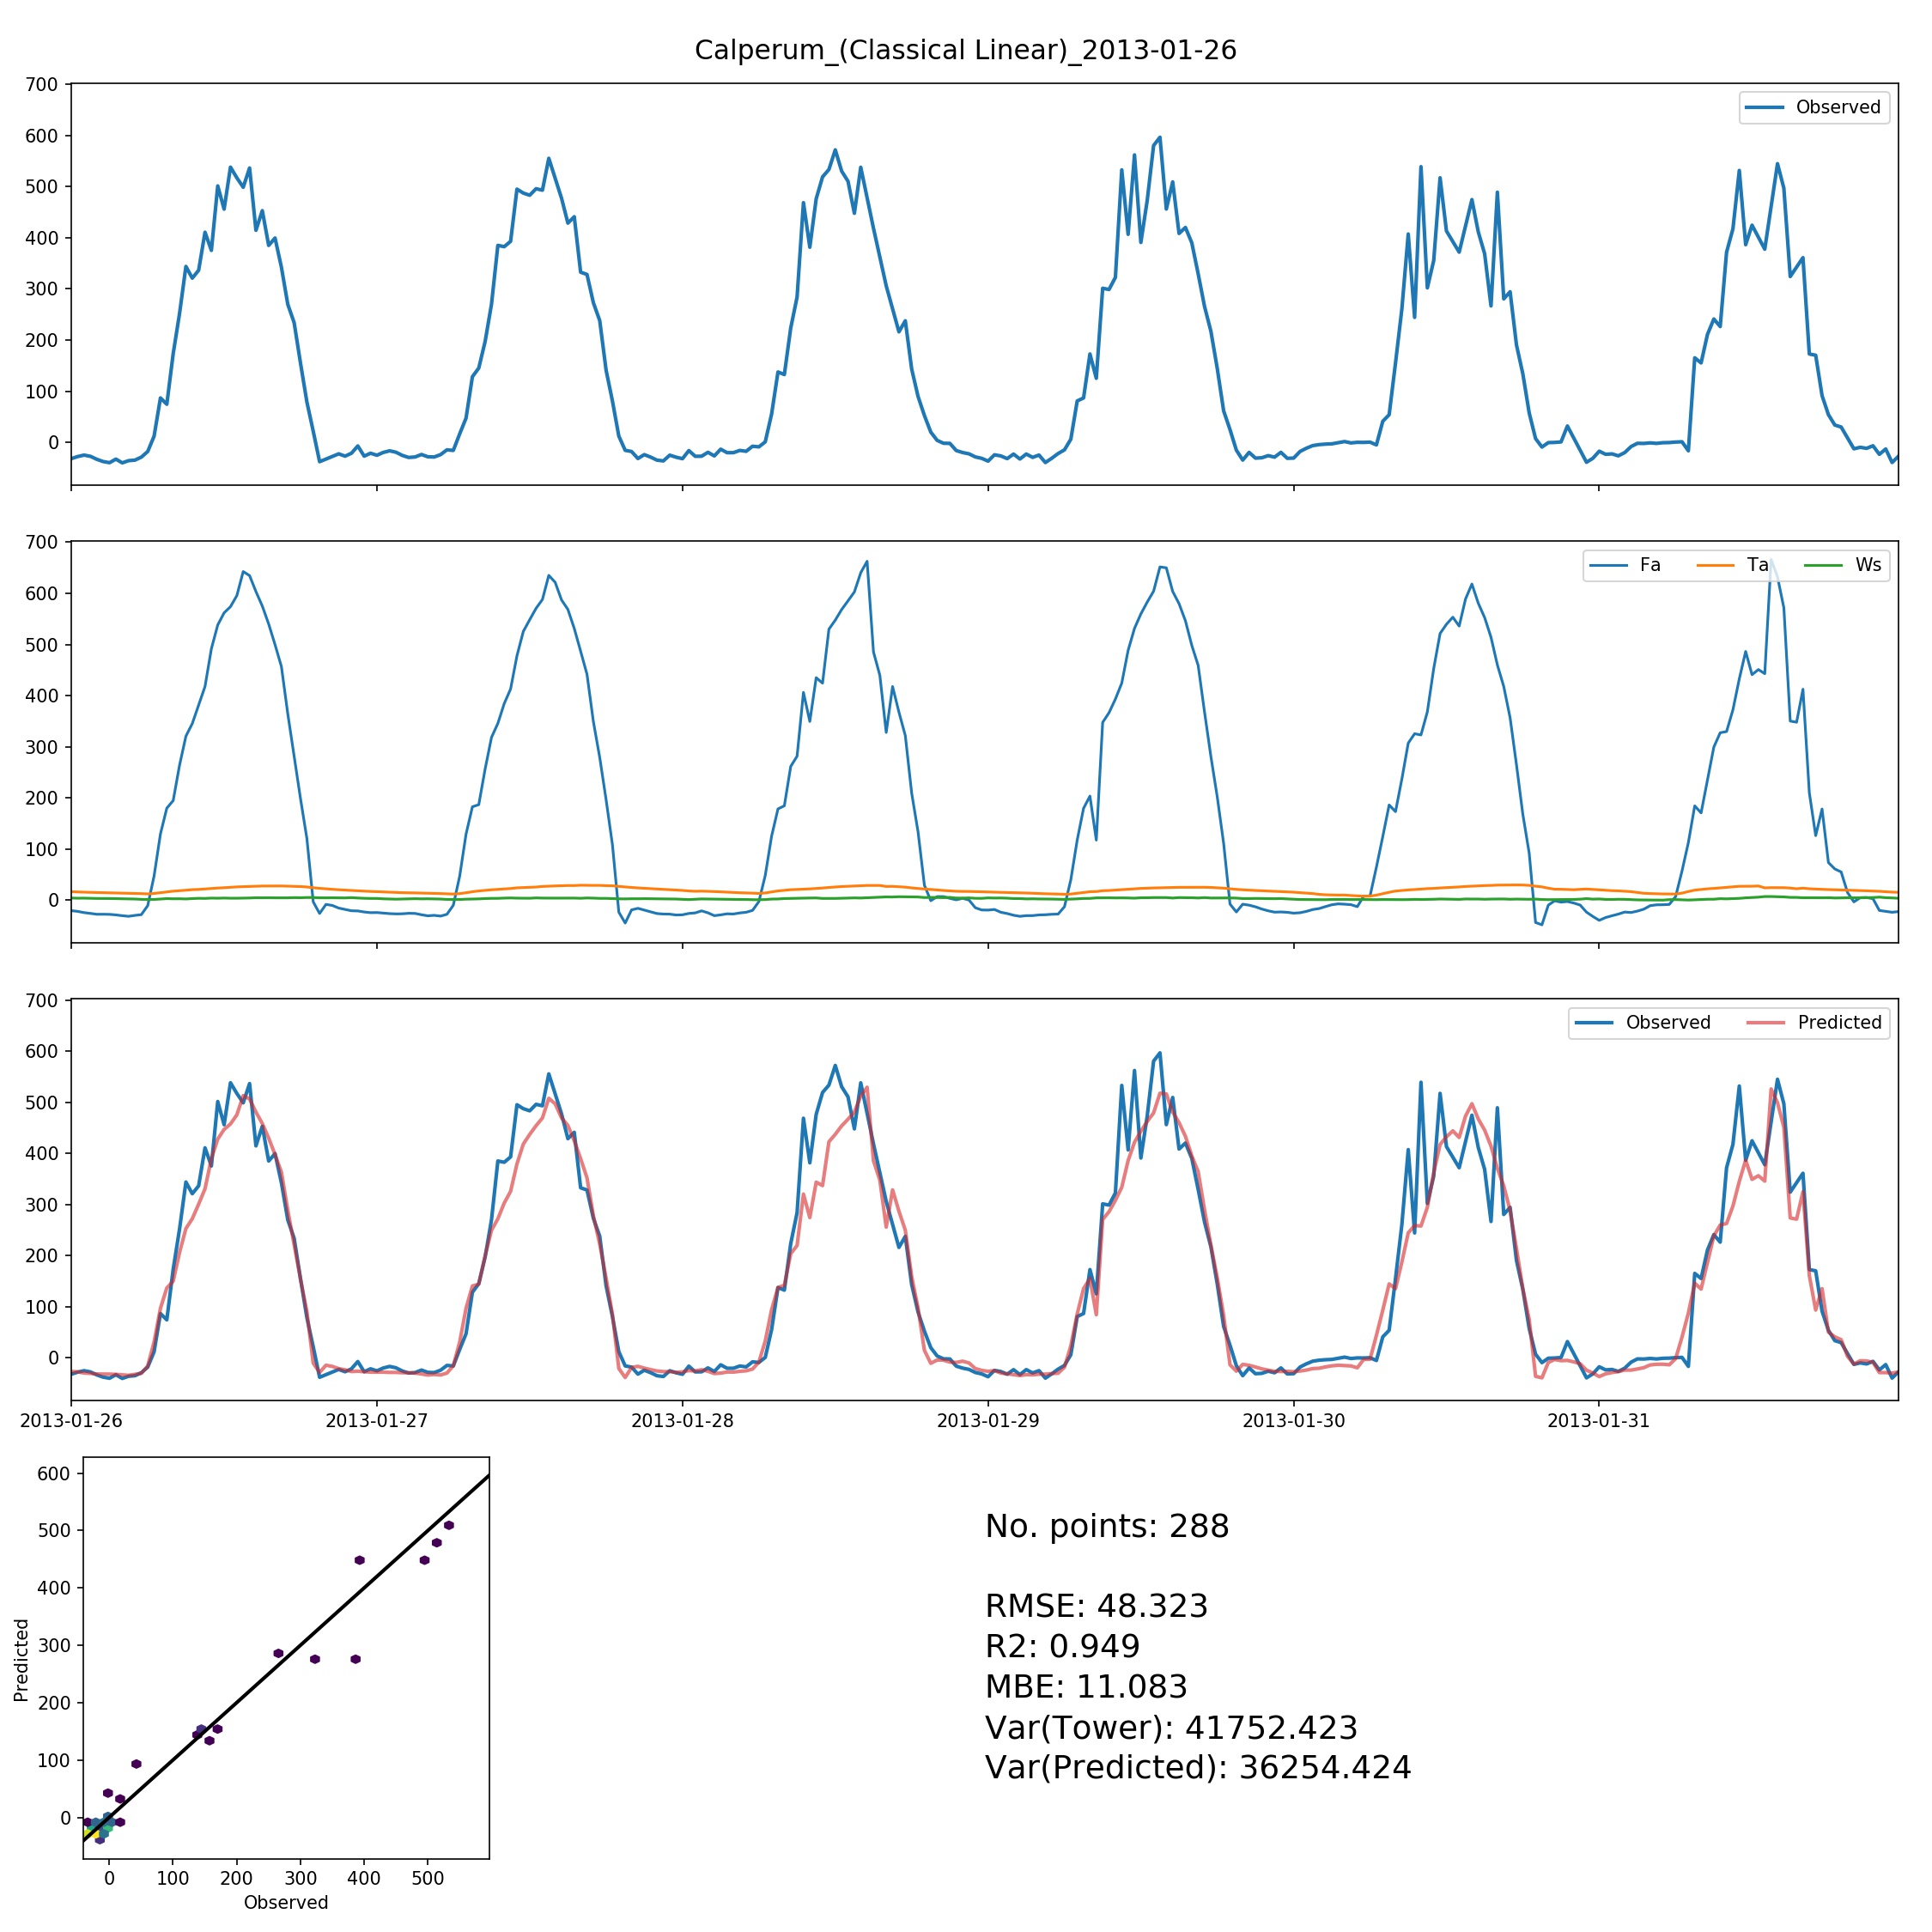 Calperum_(Classical Linear)_2013-01-26
700
600
500
400
300
200
100
0
Observed
700
600
500
400
300
200
100
0
Fa Ta Ws
700
600
500
400
300
200
100
0
Observed Predicted
2013-01-26 2013-01-27 2013-01-28 2013-01-29 2013-01-30 2013-01-31
600
500
400
300
200
100
0
Predicted
0 100 200 300 400 500
Observed
No. points: 288
RMSE: 48.323
R2: 0.949
MBE: 11.083
Var(Tower): 41752.423
Var(Predicted): 36254.424